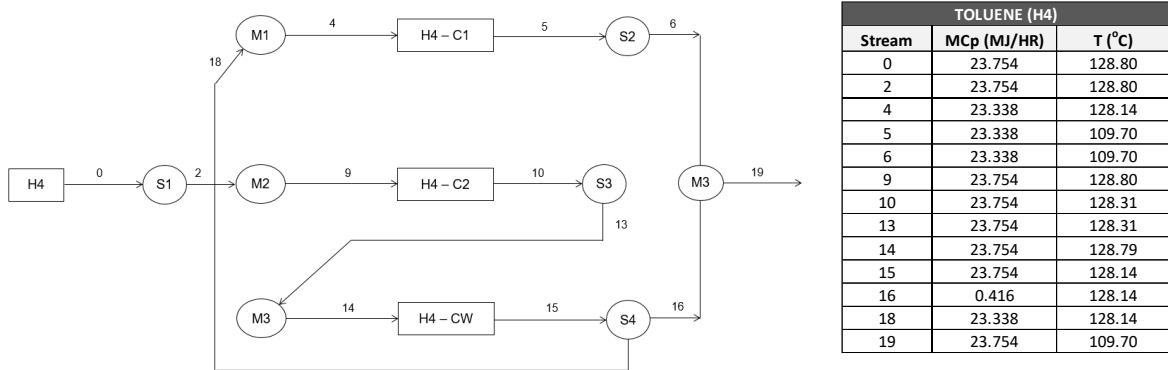 4
5
6
M1
H4 – C1
S2
18
0
2
9
10
H4
S1
M2
H4 – C2
S3
M3
19
13
14
15
16
M3
H4 – CW
S4
TOLUENE (H4)
Stream MCp (MJ/HR) T (°C)
0 23.754 128.80
2 23.754 128.80
4 23.338 128.14
5 23.338 109.70
6 23.338 109.70
9 23.754 128.80
10 23.754 128.31
13 23.754 128.31
14 23.754 128.79
15 23.754 128.14
16 0.416 128.14
18 23.338 128.14
19 23.754 109.70